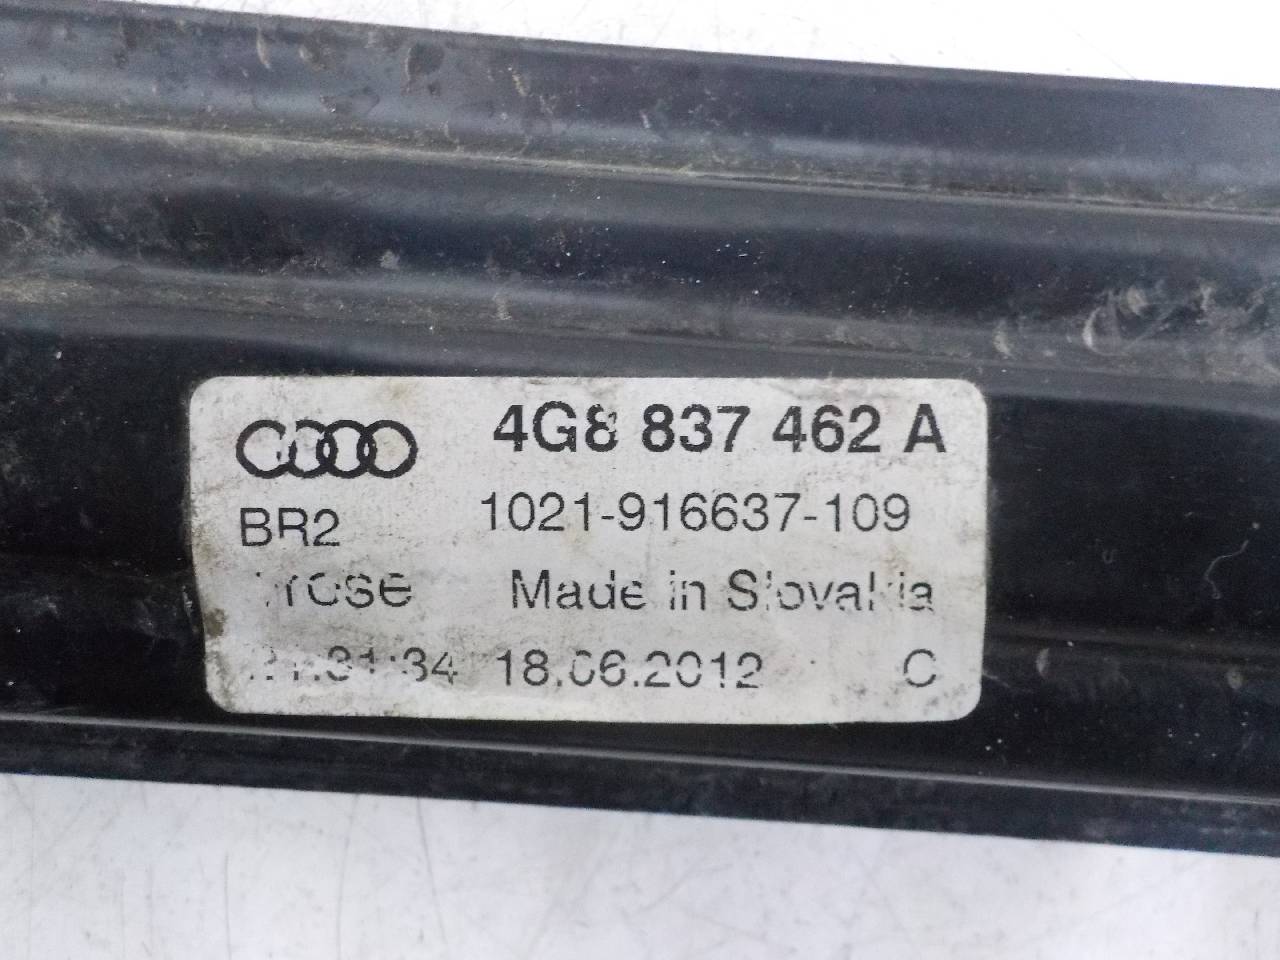 4G8 837 462 A
BR2 1021-916637-109
Made in Slovakia
18.06.2012 C